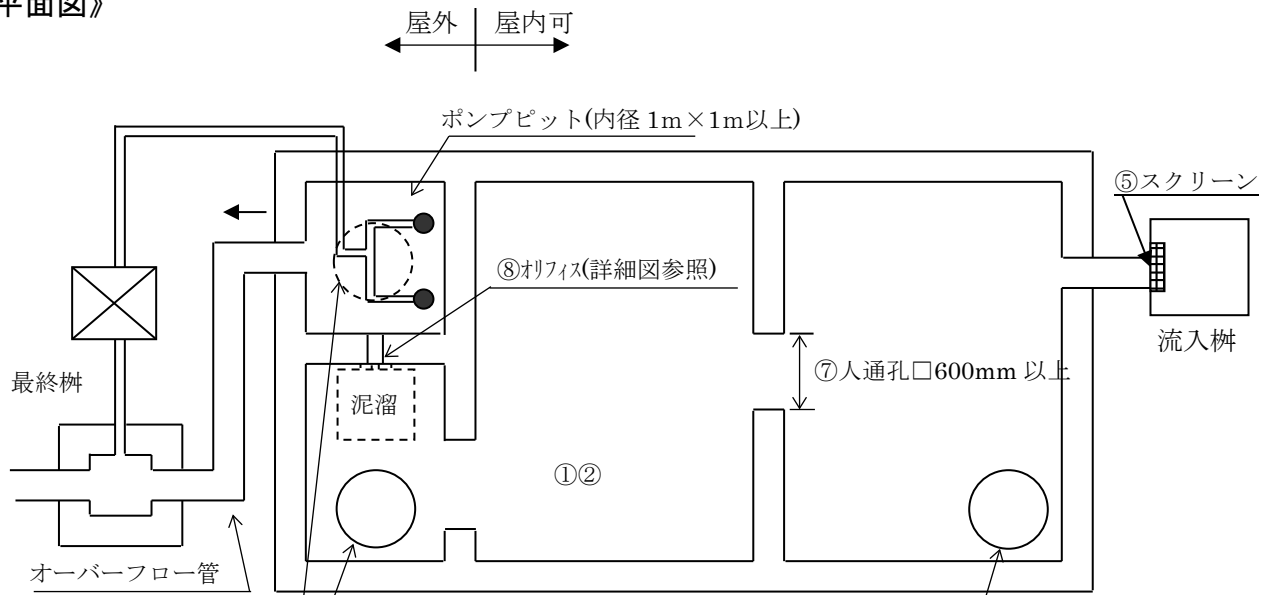 平面図》
屋外 屋内可
ポンプピット(内径 1m×1m以上)
⑤スクリーン
⑧オリフィス(詳細図参照)
流入桝
⑦人通孔□600mm 以上
最終桝
泥溜
①②
オーバーフロー管